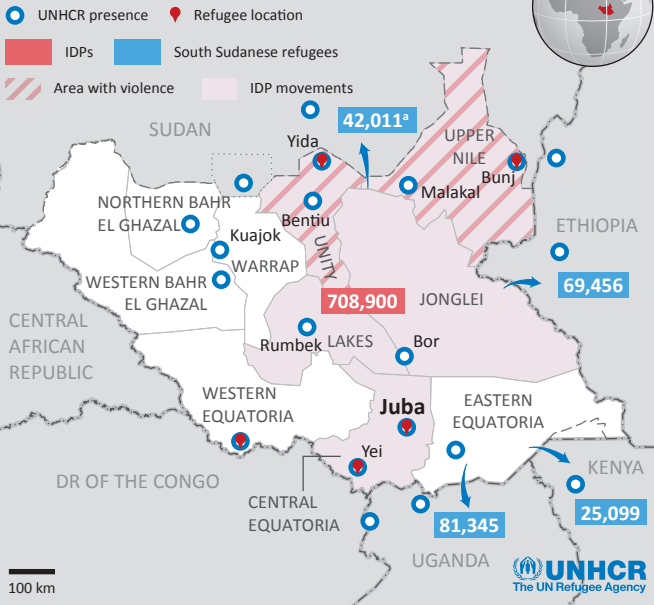 UNHCR presence
Refugee location
IDPs
South Sudanese refugees
Area with violence
IDP movements
SUDAN
42,011ᵃ
Yida
UPPER
NILE
Bunj
Malakal
NORTHERN BAHR
EL GHAZAL
Bentiu
ETHIOPIA
Kuajok
UNITY
WARRAP
WESTERN BAHR
EL GHAZAL
69,456
708,900
JONGLEI
CENTRAL
AFRICAN
REPUBLIC
Rumbek
LAKES
Bor
WESTERN
EQUATORIA
Juba
EASTERN
EQUATORIA
Yei
KENYA
DR OF THE CONGO
CENTRAL
EQUATORIA
25,099
81,345
UGANDA
UNHCR
The UN Refugee Agency
100 km